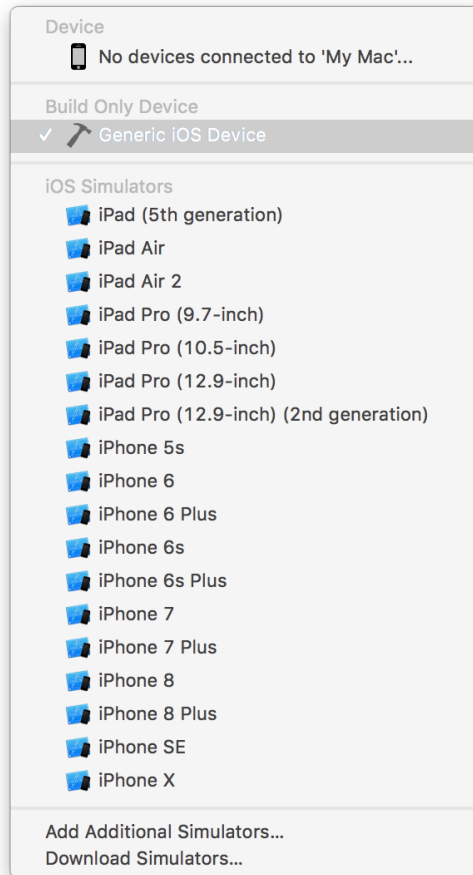 Device
No devices connected to 'My Mac'...
Build Only Device
Generic iOS Device
iOS Simulators
iPad (5th generation)
iPad Air
iPad Air 2
iPad Pro (9.7-inch)
iPad Pro (10.5-inch)
iPad Pro (12.9-inch)
iPad Pro (12.9-inch) (2nd generation)
iPhone 5s
iPhone 6
iPhone 6 Plus
iPhone 6s
iPhone 6s Plus
iPhone 7
iPhone 7 Plus
iPhone 8
iPhone 8 Plus
iPhone SE
iPhone X
Add Additional Simulators...
Download Simulators...